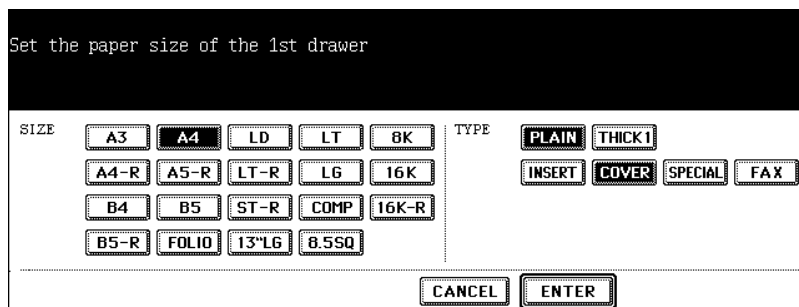 Set the paper size of the 1st drawer
SIZE A3 A4 LD LT 8K TYPE PLAIN THICK1
A4-R A5-R LT-R LG 16K INSERT COVER SPECIAL FAX
B4 B5 ST-R COMP 16K-R
B5-R FOLIO 13"LG 8.5SQ
CANCEL ENTER